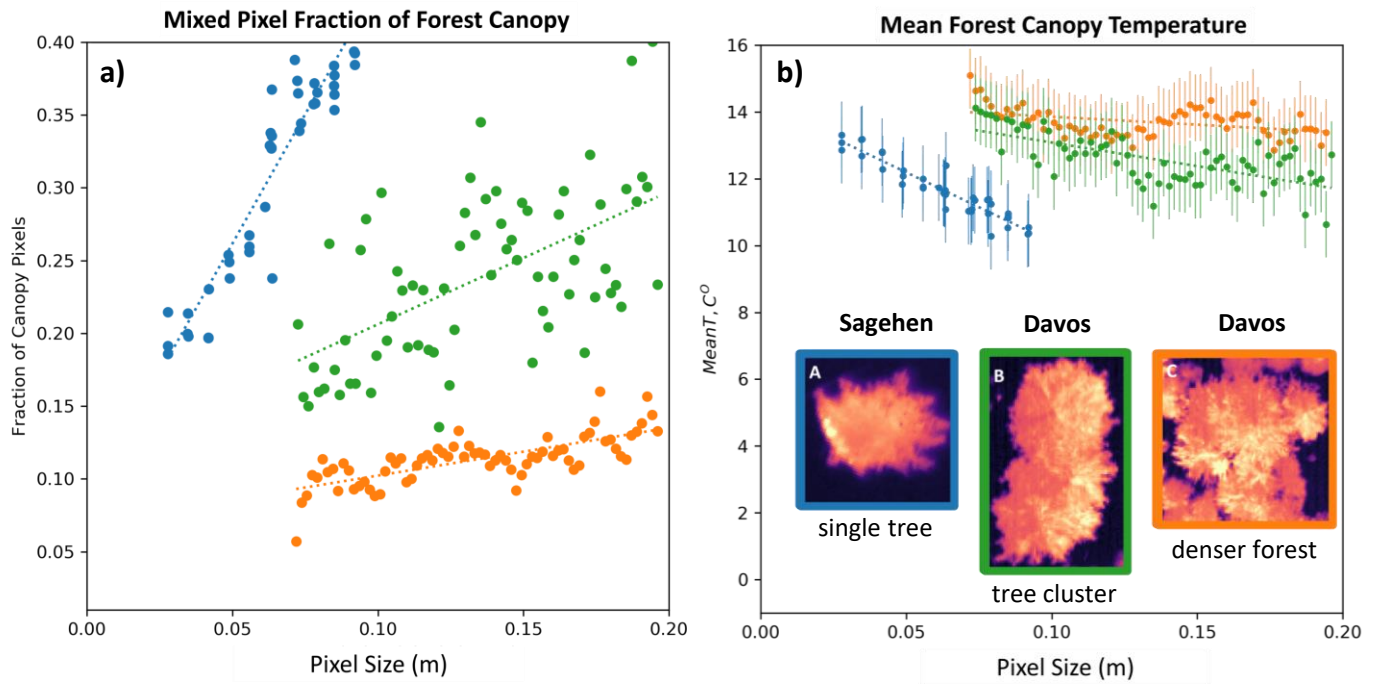 Mixed Pixel Fraction of Forest Canopy
a)
Fraction of Canopy Pixels
0.40
0.35
0.30
0.25
0.20
0.15
0.10
0.05
0.00 0.05 0.10 0.15 0.20
Pixel Size (m)
Mean Forest Canopy Temperature
b)
MeanT, C^O
16
14
12
10
8
6
4
2
0
Sagehen Davos Davos
A B C
single tree tree cluster denser forest
0.00 0.05 0.10 0.15 0.20
Pixel Size (m)